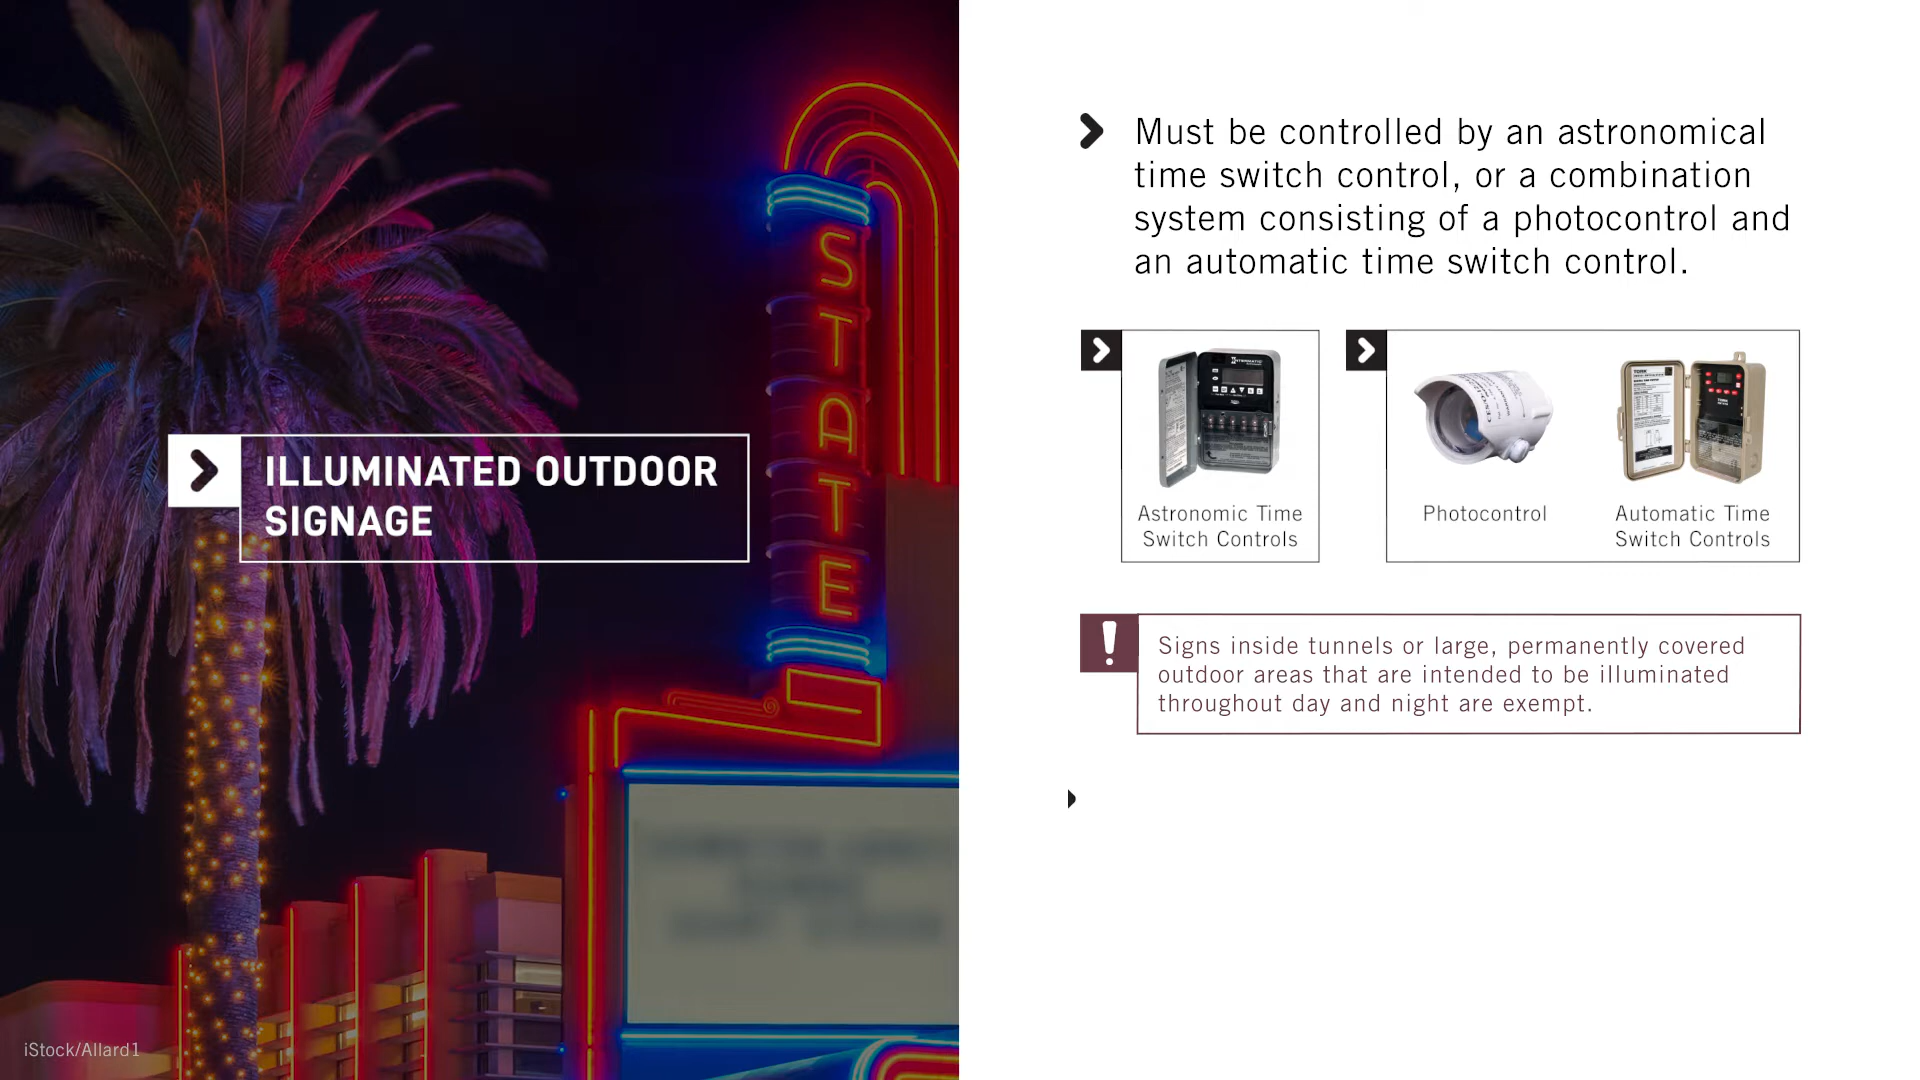 ILLUMINATED OUTDOOR
SIGNAGE
STATE
iStock/Allard1
Must be controlled by an astronomical
time switch control, or a combination
system consisting of a photocontrol and
an automatic time switch control.
INTERMATIC
Astronomic Time
Switch Controls
TORK
Photocontrol
Automatic Time
Switch Controls
Signs inside tunnels or large, permanently covered
outdoor areas that are intended to be illuminated
throughout day and night are exempt.